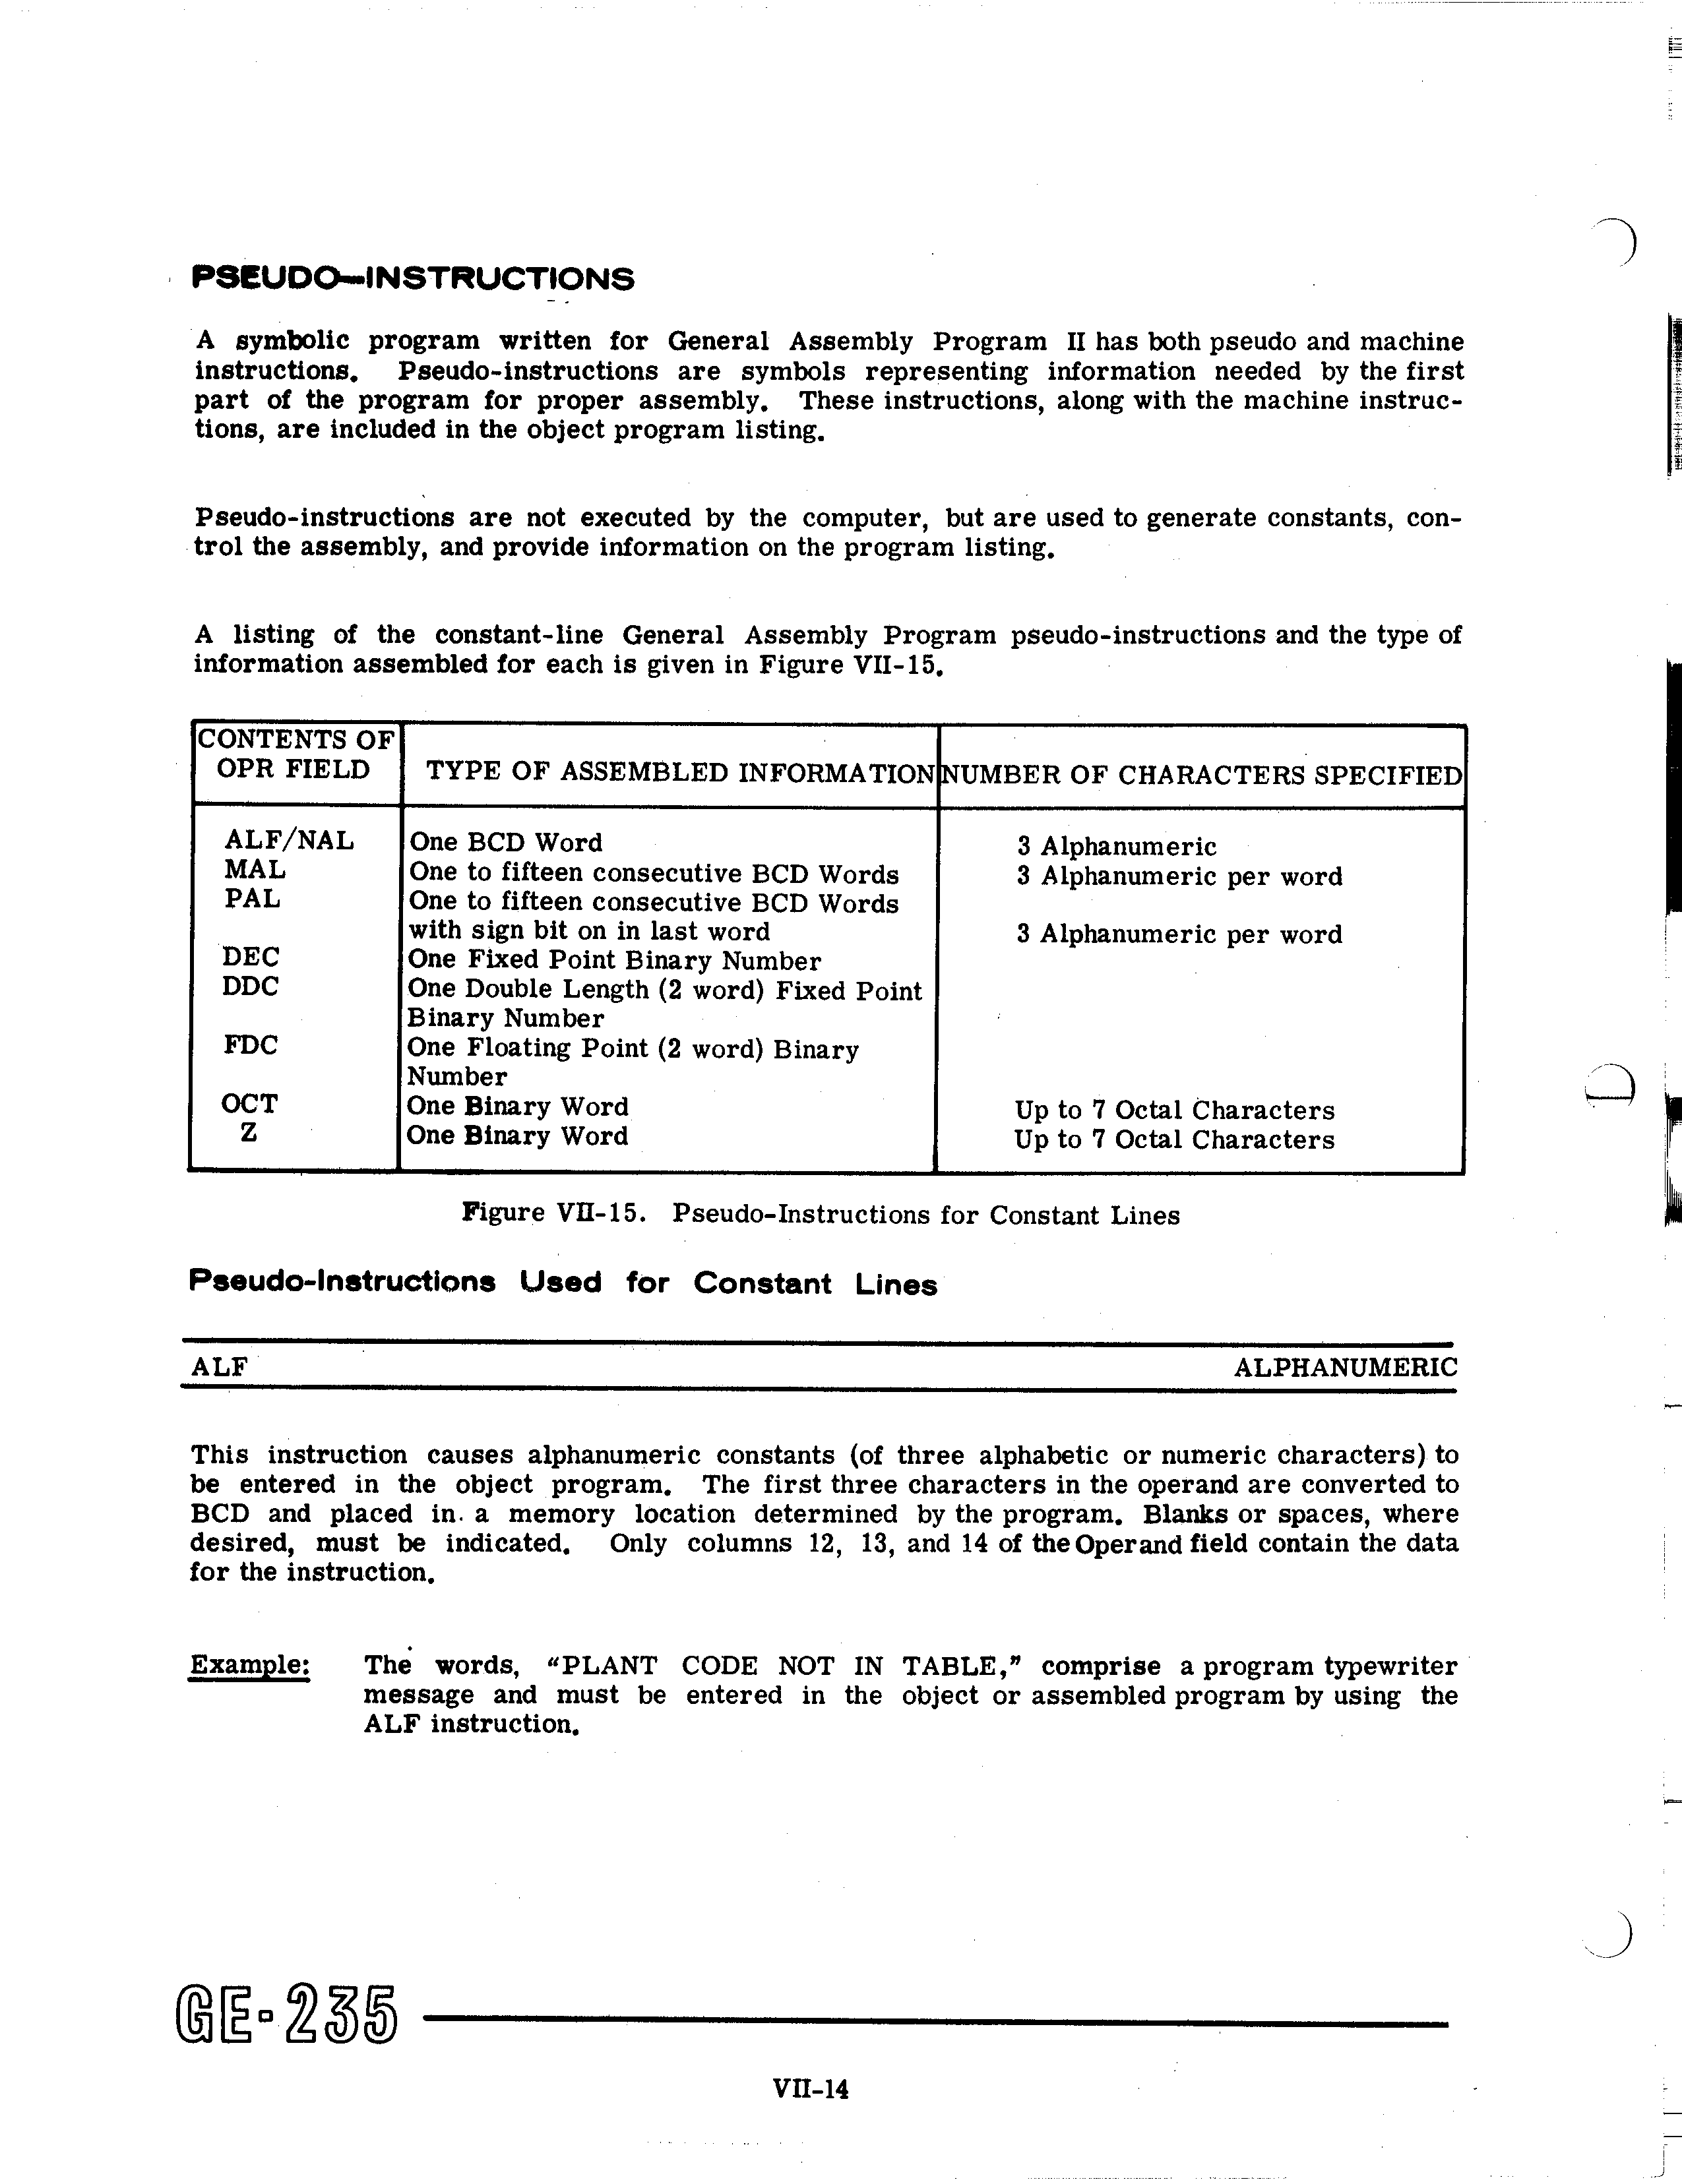 PSEUDO-INSTRUCTIONS
A symbolic program written for General Assembly Program II has both pseudo and machine
instructions. Pseudo-instructions are symbols representing information needed by the first
part of the program for proper assembly. These instructions, along with the machine instruc-
tions, are included in the object program listing.
Pseudo-instructions are not executed by the computer, but are used to generate constants, con-
trol the assembly, and provide information on the program listing.
A listing of the constant-line General Assembly Program pseudo-instructions and the type of
information assembled for each is given in Figure VII-15.
CONTENTS OF
OPR FIELD TYPE OF ASSEMBLED INFORMATION NUMBER OF CHARACTERS SPECIFIED
ALF/NAL One BCD Word 3 Alphanumeric
MAL One to fifteen consecutive BCD Words 3 Alphanumeric per word
PAL One to fifteen consecutive BCD Words
with sign bit on in last word 3 Alphanumeric per word
DEC One Fixed Point Binary Number
DDC One Double Length (2 word) Fixed Point
Binary Number
FDC One Floating Point (2 word) Binary
Number
OCT One Binary Word Up to 7 Octal Characters
Z One Binary Word Up to 7 Octal Characters
Figure VII-15. Pseudo-Instructions for Constant Lines
Pseudo-Instructions Used for Constant Lines
ALF ALPHANUMERIC
This instruction causes alphanumeric constants (of three alphabetic or numeric characters) to
be entered in the object program. The first three characters in the operand are converted to
BCD and placed in a memory location determined by the program. Blanks or spaces, where
desired, must be indicated. Only columns 12, 13, and 14 of the Operand field contain the data
for the instruction.
Example: The words, “PLANT CODE NOT IN TABLE,” comprise a program typewriter
message and must be entered in the object or assembled program by using the
ALF instruction.
GE-235
VII-14